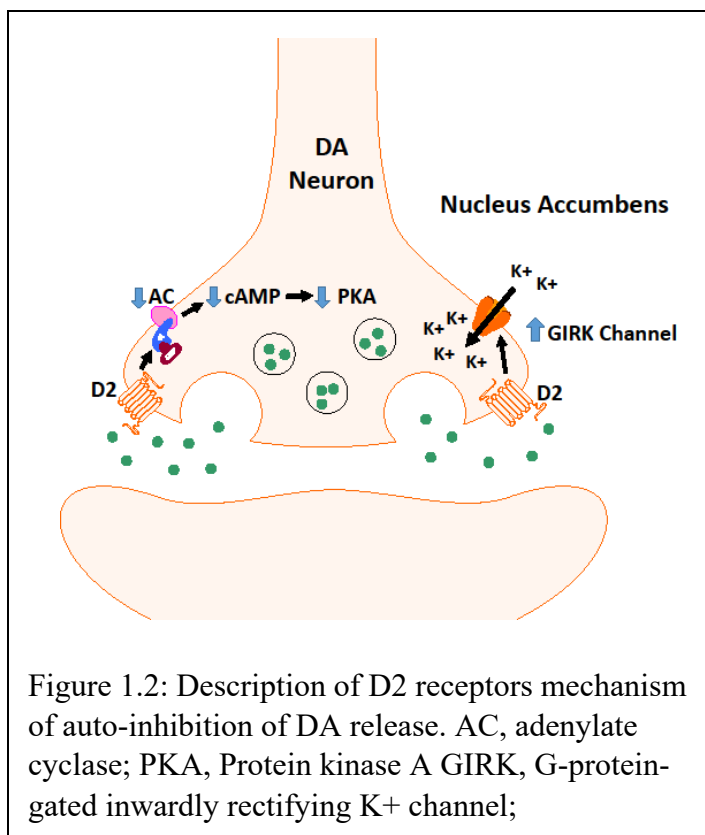 DA
Neuron
Nucleus Accumbens
AC
cAMP
PKA
K+
K+
K+
K+
K+
K+
GIRK Channel
D2
D2
Figure 1.2: Description of D2 receptors mechanism
of auto-inhibition of DA release. AC, adenylate
cyclase; PKA, Protein kinase A GIRK, G-protein-
gated inwardly rectifying K+ channel;